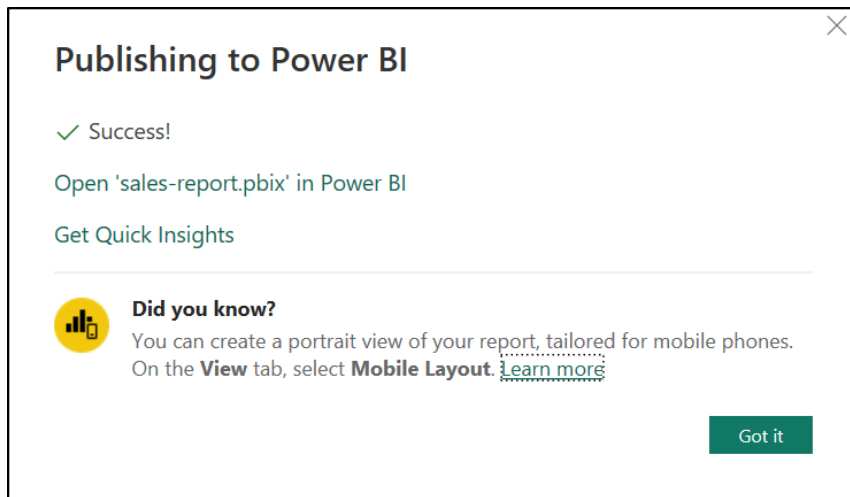 Publishing to Power BI
Success!
Open 'sales-report.pbix' in Power BI
Get Quick Insights
Did you know?
You can create a portrait view of your report, tailored for mobile phones.
On the View tab, select Mobile Layout. Learn more
Got it